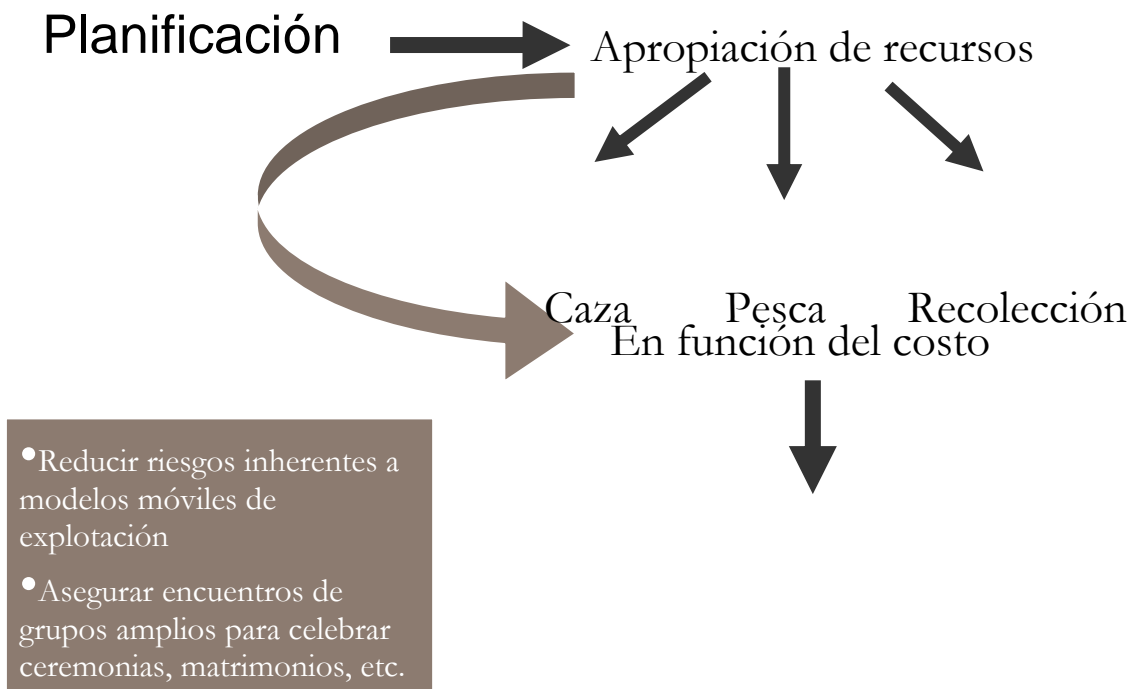 Planificación
Apropiación de recursos
Caza Pesca Recolección
En función del costo
•Reducir riesgos inherentes a
modelos móviles de
explotación
•Asegurar encuentros de
grupos amplios para celebrar
ceremonias, matrimonios, etc.